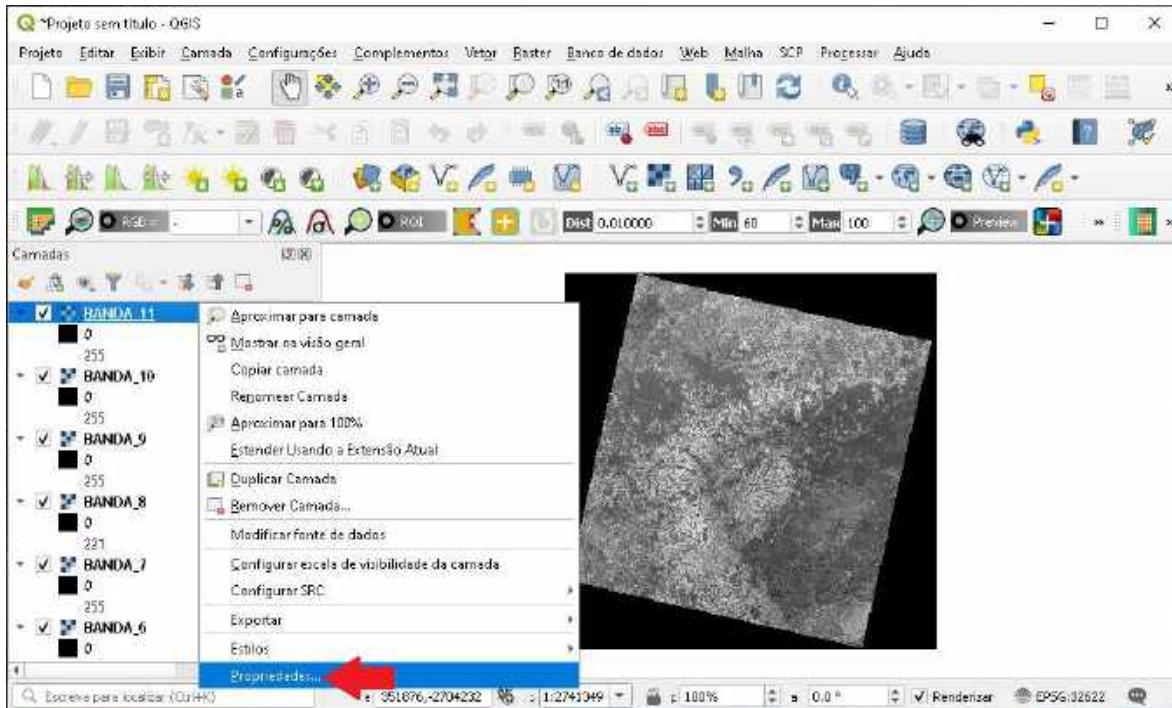 *Projeto sem título - QGIS
Projeto Editar Exibir Camada Configurações Complementos Vetor Raster Banco de dados Web Malha SCP Processar Ajuda
RGB = - ROI Dist 0.010000 Min 60 Max 100 Preview
Camadas
BANDA_11
0
255
BANDA_10
0
255
BANDA_9
0
255
BANDA_8
0
221
BANDA_7
0
255
BANDA_6
0
Aproximar para camada
Mostrar na visão geral
Copiar camada
Renomear Camada
Aproximar para 100%
Estender Usando a Extensão Atual
Duplicar Camada
Remover Camada...
Modificar fonte de dados
Configurar escala de visibilidade da camada
Configurar SRC
Exportar
Estilos
Propriedades...
Escreva para localizar (Ctrl+K) 351876,-2704232 1:2741349 100% 0.0 ° Renderizar EPSG:32622